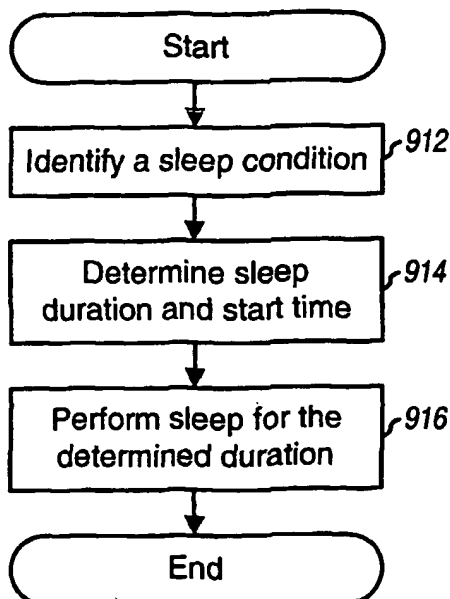 Start
Identify a sleep condition
912
Determine sleep
duration and start time
914
Perform sleep for the
determined duration
916
End